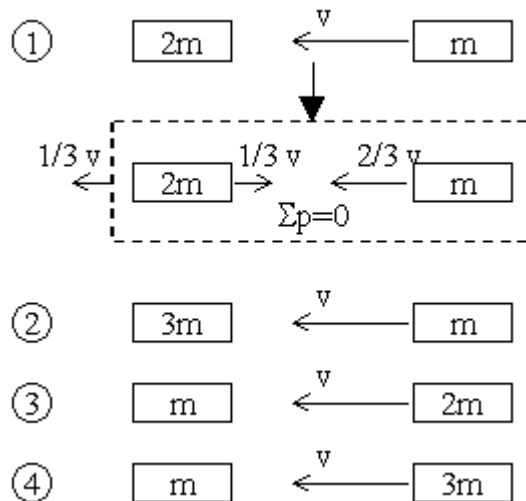 ① 2m v m
1/3 v 2m 1/3 v 2/3 v m
Σp=0
② 3m v m
③ m v 2m
④ m v 3m